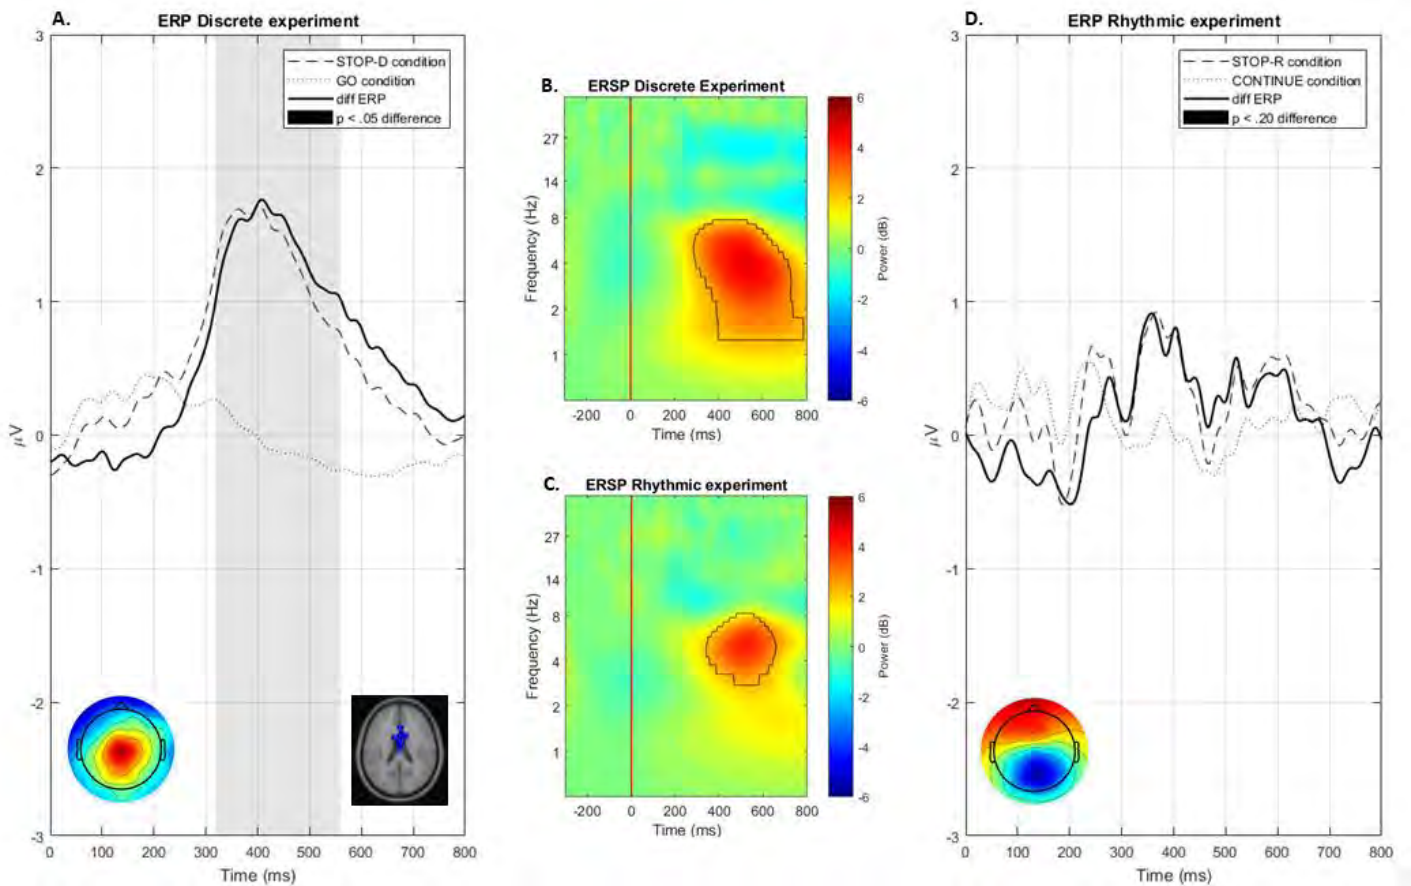 A.
ERP Discrete experiment
STOP-D condition
GO condition
diff ERP
p < .05 difference
3
2
1
0
-1
-2
-3
µV
0 100 200 300 400 500 600 700 800
Time (ms)
B.
ERSP Discrete Experiment
27
14
8
4
2
1
Frequency (Hz)
-200 0 200 400 600 800
Time (ms)
6
4
2
0
-2
-4
-6
Power (dB)
C.
ERSP Rhythmic experiment
27
14
8
4
2
1
Frequency (Hz)
-200 0 200 400 600 800
Time (ms)
6
4
2
0
-2
-4
-6
Power (dB)
D.
ERP Rhythmic experiment
STOP-R condition
CONTINUE condition
diff ERP
p < .20 difference
3
2
1
0
-1
-2
-3
µV
0 100 200 300 400 500 600 700 800
Time (ms)